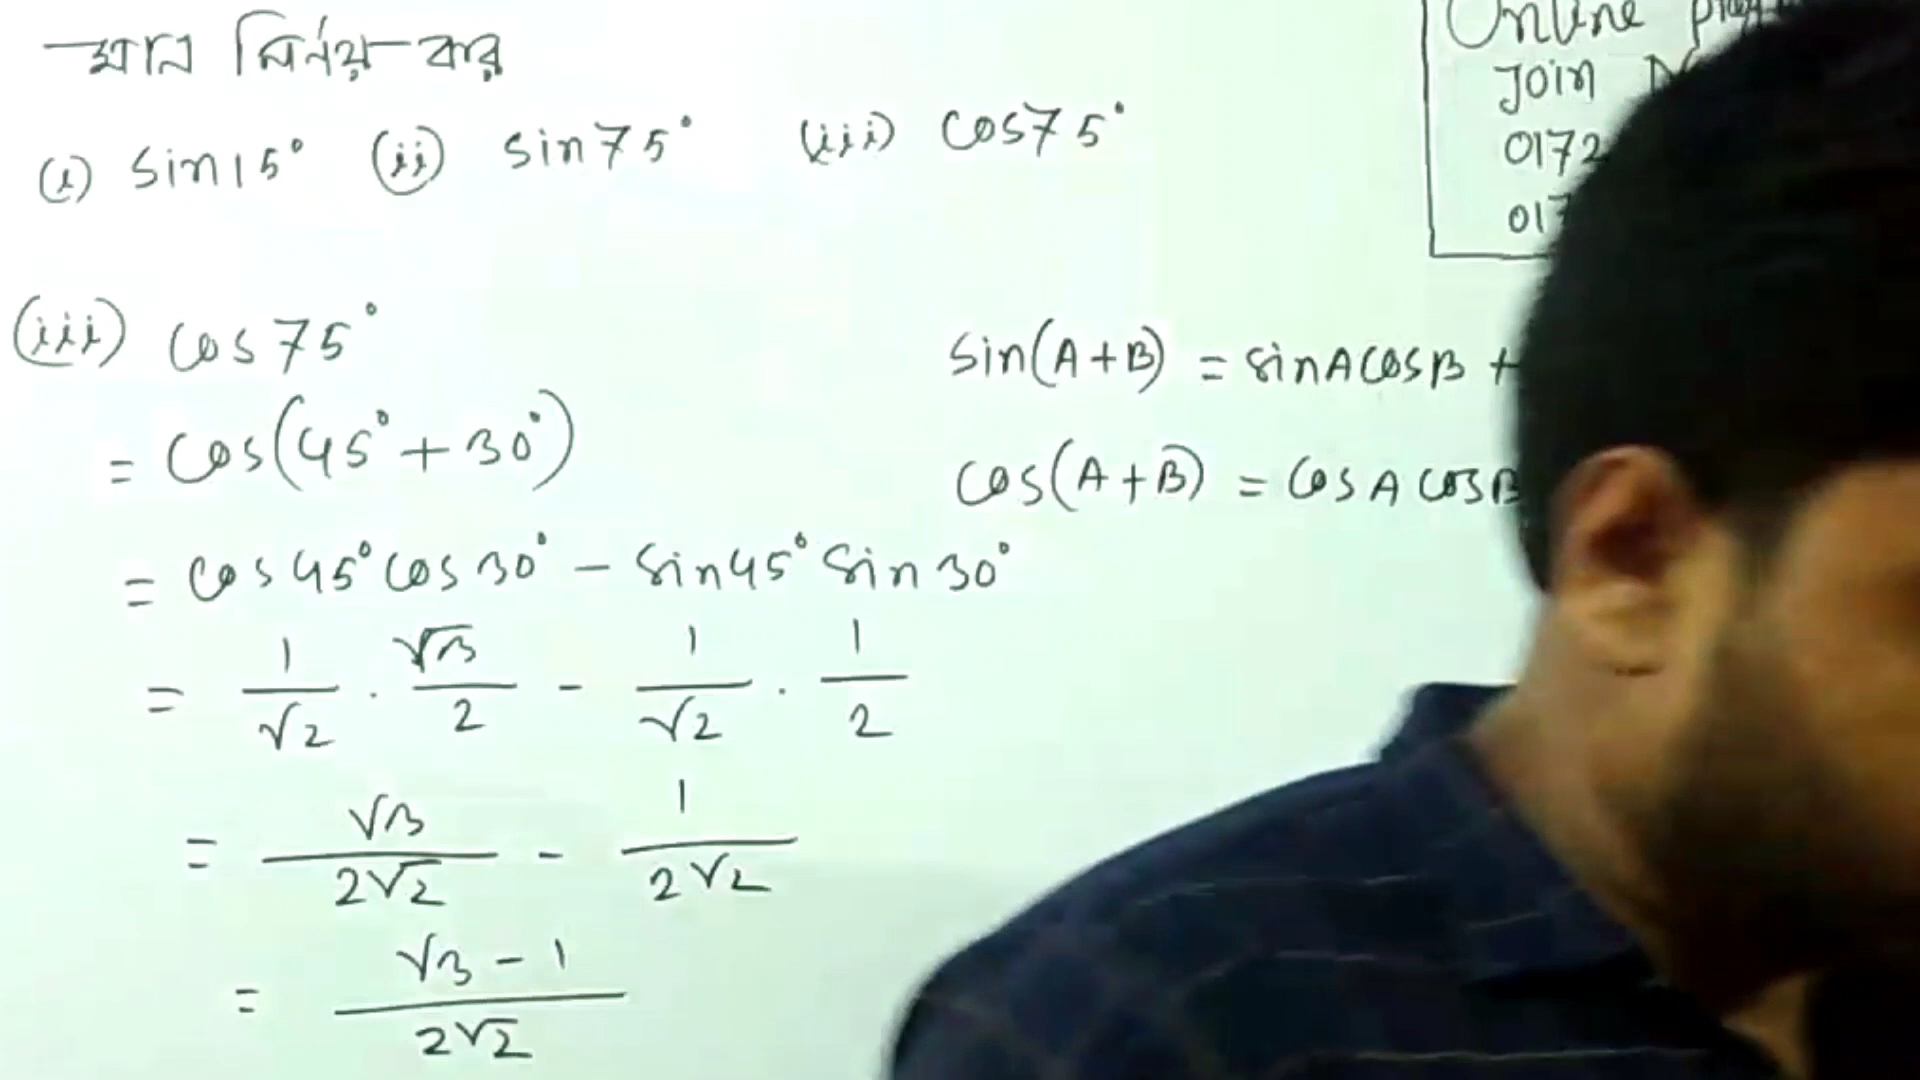 মান নির্ণয় কর
(i) sin15° (ii) sin75° (iii) cos75°
Online
Join
0172
017
(iii) cos75°
= cos(45°+30°)
= cos45°cos30° - sin45° sin30°
= 1/√2 . √3/2 - 1/√2 . 1/2
= √3/2√2 - 1/2√2
= √3-1/2√2
sin(A+B) = sinAcosB +
cos(A+B) = cosAcosB